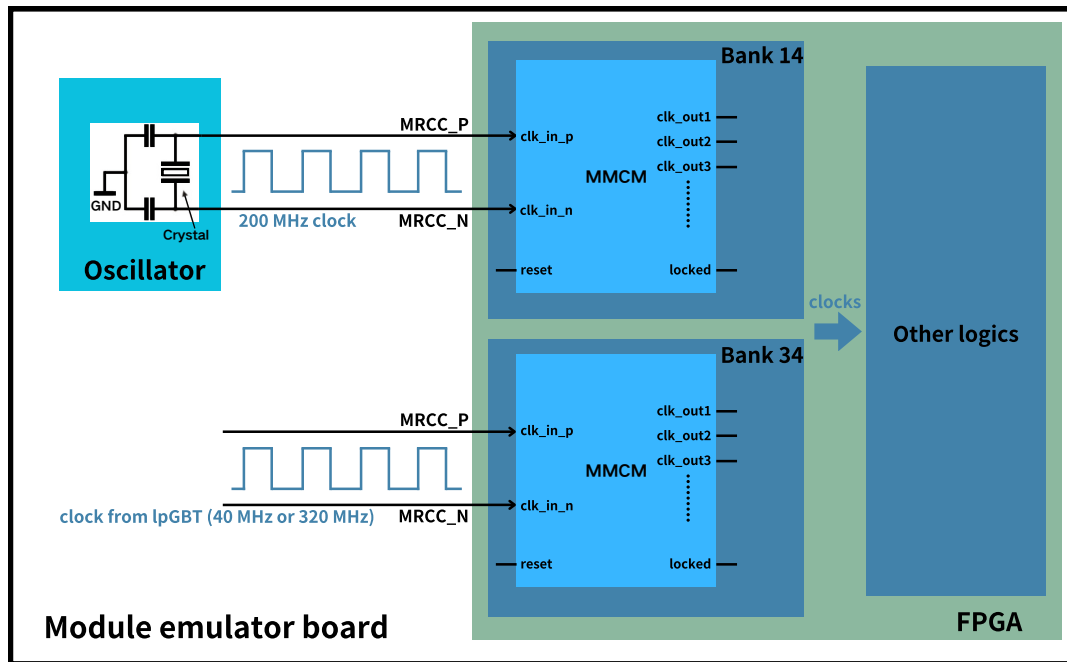 Bank 14
MRCC_P
clk_in_p
clk_out1
clk_out2
clk_out3
MMCM
GND
Crystal
200 MHz clock
MRCC_N
clk_in_n
Oscillator
reset
locked
clocks
Other logics
Bank 34
MRCC_P
clk_in_p
clk_out1
clk_out2
clk_out3
MMCM
clock from lpGBT (40 MHz or 320 MHz)
MRCC_N
clk_in_n
reset
locked
Module emulator board
FPGA